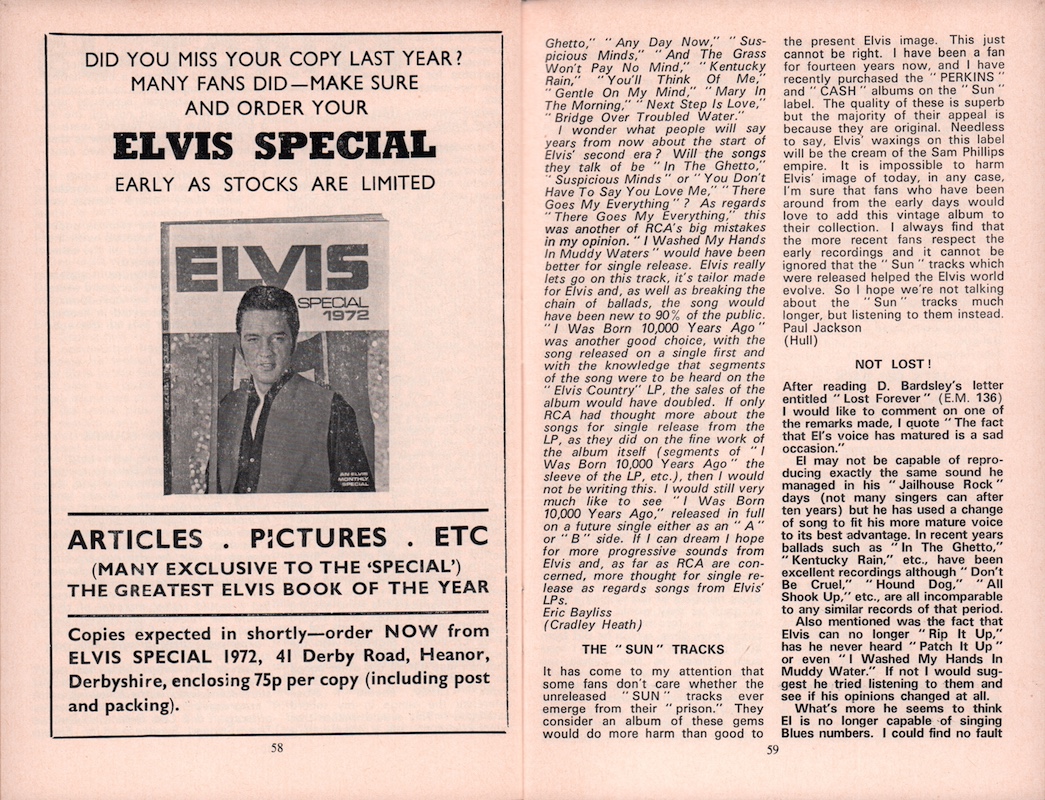 DID YOU MISS YOUR COPY LAST YEAR?
MANY FANS DID—MAKE SURE
AND ORDER YOUR
ELVIS SPECIAL
EARLY AS STOCKS ARE LIMITED
ELVIS
SPECIAL
1972
AN ELVIS
MONTHLY
SPECIAL
ARTICLES . PICTURES . ETC
(MANY EXCLUSIVE TO THE ‘SPECIAL’)
THE GREATEST ELVIS BOOK OF THE YEAR
Copies expected in shortly—order NOW from
ELVIS SPECIAL 1972, 41 Derby Road, Heanor,
Derbyshire, enclosing 75p per copy (including post
and packing).
58
Ghetto,” “Any Day Now,” “Sus-
picious Minds,” “And The Grass
Won't Pay No Mind,” “Kentucky
Rain,” “You'll Think Of Me,”
“Gentle On My Mind,” “Mary In
The Morning,” “Next Step Is Love,”
“Bridge Over Troubled Water.”
I wonder what people will say
years from now about the start of
Elvis' second era? Will the songs
they talk of be “In The Ghetto,”
“Suspicious Minds” or “You Don't
Have To Say You Love Me,” “There
Goes My Everything”? As regards
“There Goes My Everything,” this
was another of RCA's big mistakes
in my opinion. “I Washed My Hands
In Muddy Waters” would have been
better for single release. Elvis really
lets go on this track, it's tailor made
for Elvis and, as well as breaking the
chain of ballads, the song would
have been new to 90% of the public.
“I Was Born 10,000 Years Ago”
was another good choice, with the
song released on a single first and
with the knowledge that segments
of the song were to be heard on the
“Elvis Country” LP, the sales of the
album would have doubled. If only
RCA had thought more about the
songs for single release from the
LP, as they did on the fine work of
the album itself (segments of “I
Was Born 10,000 Years Ago” the
sleeve of the LP, etc.), then I would
not be writing this. I would still very
much like to see “I Was Born
10,000 Years Ago,” released in full
on a future single either as an “A”
or “B” side. If I can dream I hope
for more progressive sounds from
Elvis and, as far as RCA are con-
cerned, more thought for single re-
lease as regards songs from Elvis'
LPs.
Eric Bayliss
(Cradley Heath)
THE “SUN” TRACKS
It has come to my attention that
some fans don't care whether the
unreleased “SUN” tracks ever
emerge from their “prison.” They
consider an album of these gems
would do more harm than good to
the present Elvis image. This just
cannot be right. I have been a fan
for fourteen years now, and I have
recently purchased the “PERKINS”
and “CASH” albums on the “Sun”
label. The quality of these is superb
but the majority of their appeal is
because they are original. Needless
to say, Elvis' waxings on this label
will be the cream of the Sam Phillips
empire. It is impossible to harm
Elvis' image of today, in any case,
I'm sure that fans who have been
around from the early days would
love to add this vintage album to
their collection. I always find that
the more recent fans respect the
early recordings and it cannot be
ignored that the “Sun” tracks which
were released helped the Elvis world
evolve. So I hope we're not talking
about the “Sun” tracks much
longer, but listening to them instead.
Paul Jackson
(Hull)
NOT LOST!
After reading D. Bardsley's letter
entitled “Lost Forever” (E.M. 136)
I would like to comment on one of
the remarks made, I quote “The fact
that El's voice has matured is a sad
occasion.”
El may not be capable of repro-
ducing exactly the same sound he
managed in his “Jailhouse Rock”
days (not many singers can after
ten years) but he has used a change
of song to fit his more mature voice
to its best advantage. In recent years
ballads such as “In The Ghetto,”
“Kentucky Rain,” etc., have been
excellent recordings although “Don't
Be Cruel,” “Hound Dog,” “All
Shook Up,” etc., are all incomparable
to any similar records of that period.
Also mentioned was the fact that
Elvis can no longer “Rip It Up,”
has he never heard “Patch It Up”
or even “I Washed My Hands In
Muddy Water.” If not I would sug-
gest he tried listening to them and
see if his opinions changed at all.
What's more he seems to think
El is no longer capable of singing
Blues numbers. I could find no fault
59